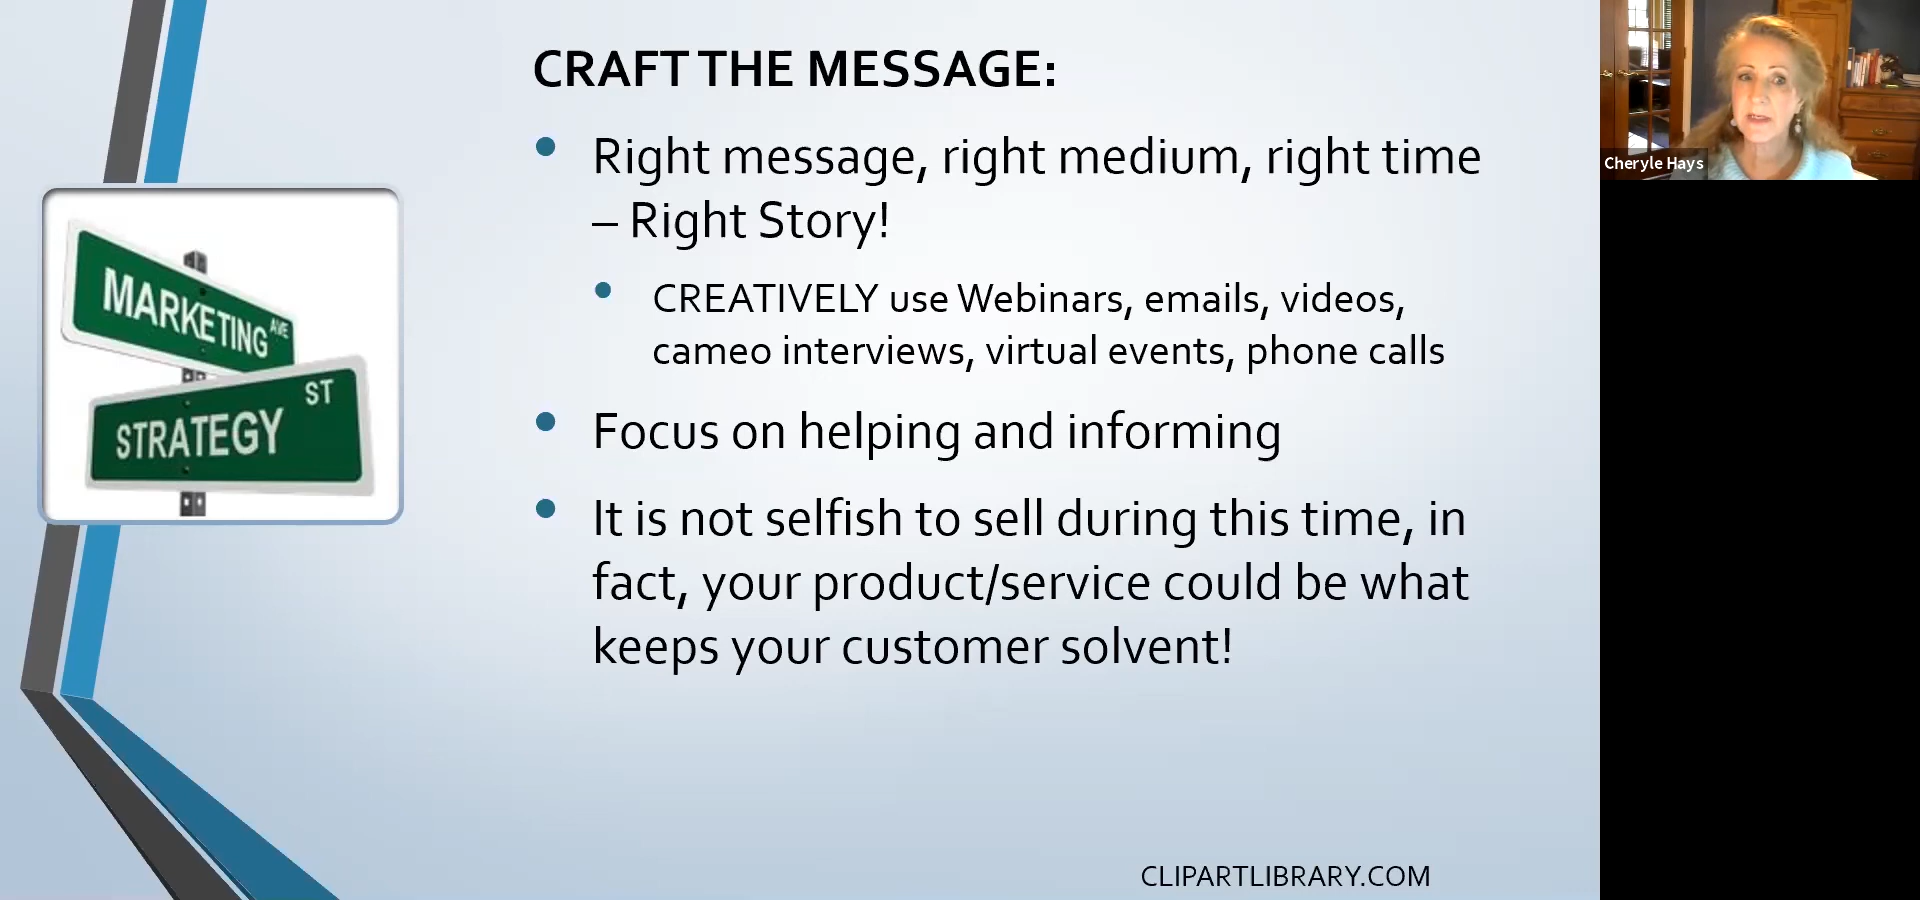 CRAFT THE MESSAGE:
• Right message, right medium, right time
– Right Story!
• CREATIVELY use Webinars, emails, videos,
cameo interviews, virtual events, phone calls
• Focus on helping and informing
• It is not selfish to sell during this time, in
fact, your product/service could be what
keeps your customer solvent!
MARKETING AVE
STRATEGY ST
CLIPARTLIBRARY.COM
Cheryle Hays